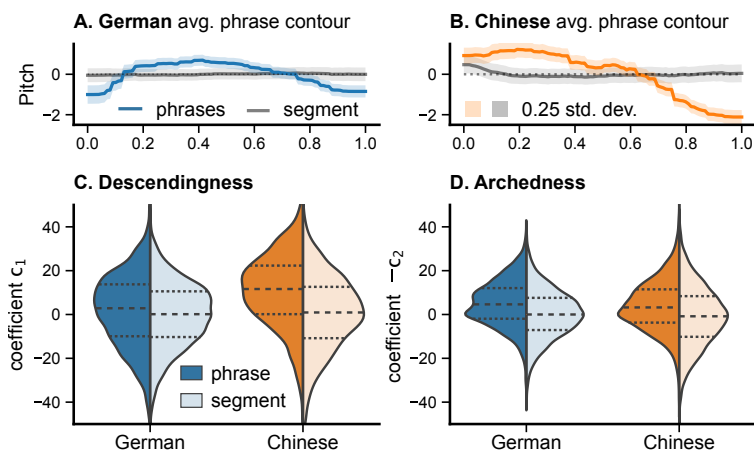 A. German avg. phrase contour
Pitch
0
−2
phrases
segment
0.0 0.2 0.4 0.6 0.8 1.0
B. Chinese avg. phrase contour
0
−2
0.25 std. dev.
0.0 0.2 0.4 0.6 0.8 1.0
C. Descendingness
coefficient c₁
40
20
0
−20
−40
phrase
segment
German Chinese
D. Archedness
coefficient −c₂
40
20
0
−20
−40
German Chinese